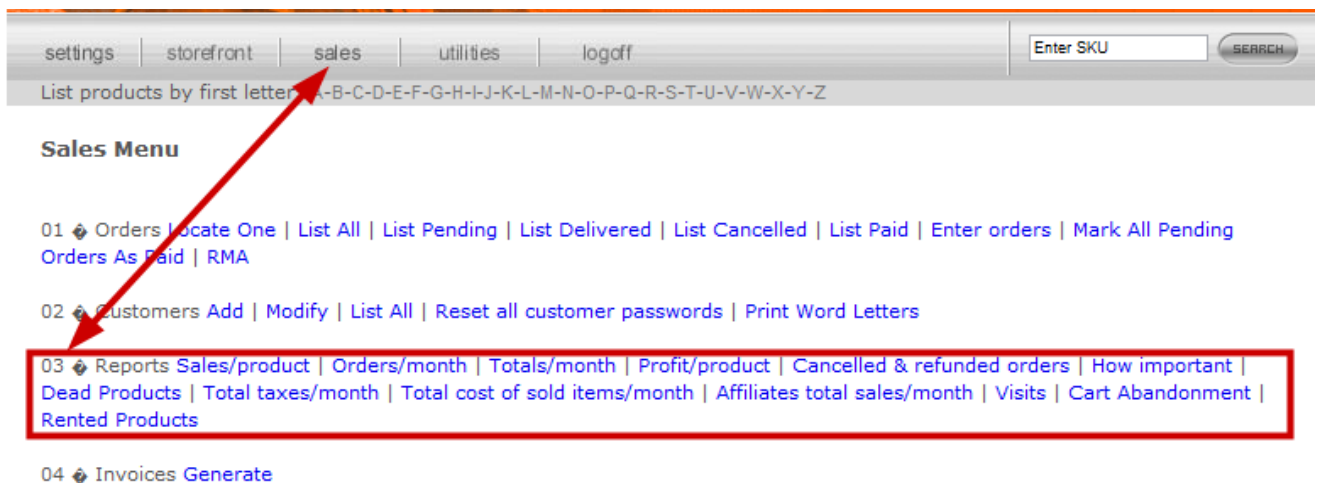 settings storefront sales utilities logoff Enter SKU SEARCH
List products by first letter A-B-C-D-E-F-G-H-I-J-K-L-M-N-O-P-Q-R-S-T-U-V-W-X-Y-Z
Sales Menu
01 � Orders Locate One | List All | List Pending | List Delivered | List Cancelled | List Paid | Enter orders | Mark All Pending
Orders As Paid | RMA
02 � Customers Add | Modify | List All | Reset all customer passwords | Print Word Letters
03 � Reports Sales/product | Orders/month | Totals/month | Profit/product | Cancelled & refunded orders | How important |
Dead Products | Total taxes/month | Total cost of sold items/month | Affiliates total sales/month | Visits | Cart Abandonment |
Rented Products
04 � Invoices Generate